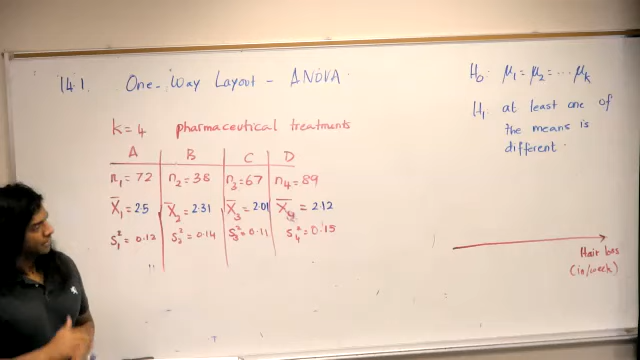 14.1 One-Way Layout - ANOVA
k=4 pharmaceutical treatments
A B C D
n₁=72 n₂=38 n₃=67 n₄=89
X̄₁=2.5 X̄₂=2.31 X̄₃=2.01 X̄₄=2.12
S₁²=0.12 S₂²=0.14 S₃²=0.11 S₄²=0.15
H₀: μ₁=μ₂=...μₖ
H₁: at least one of
the means is
different.
Hair loss
(in/week)